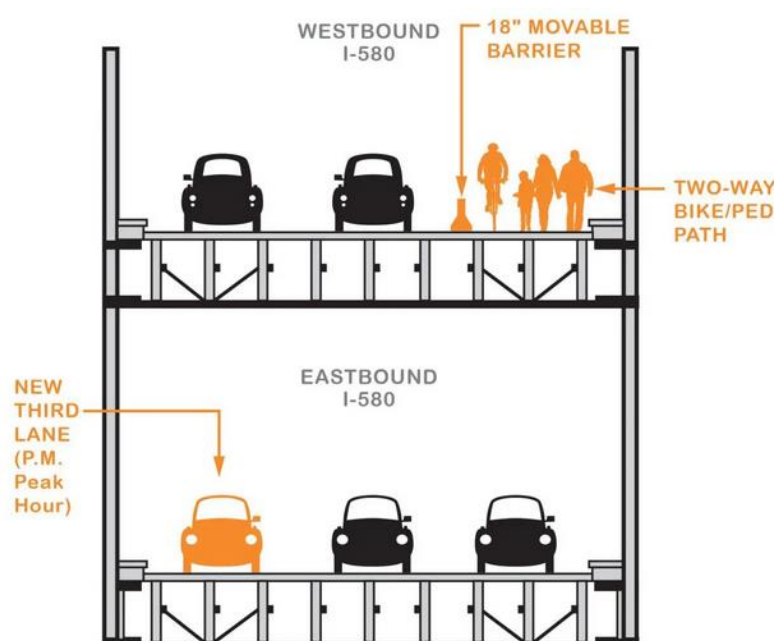 WESTBOUND
I-580
18" MOVABLE
BARRIER
TWO-WAY
BIKE/PED
PATH
EASTBOUND
I-580
NEW
THIRD
LANE
(P.M.
Peak
Hour)